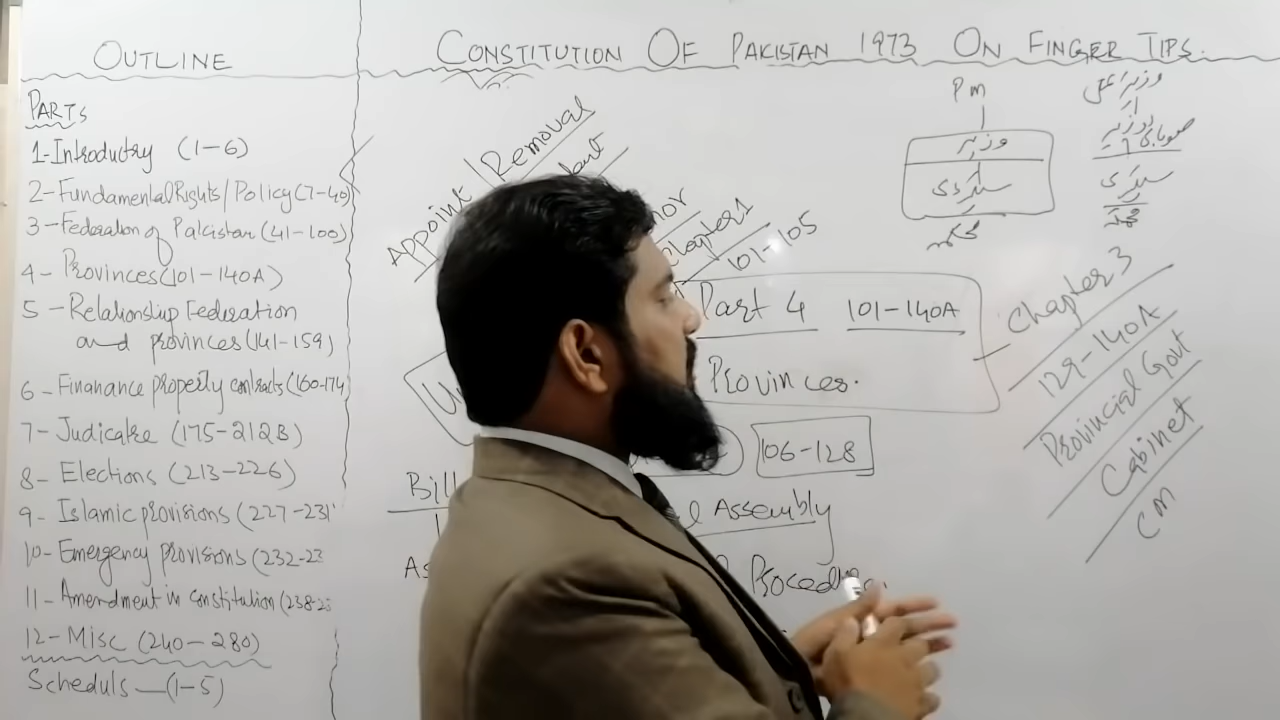 OUTLINE
PARTS
1-Introductry (1-6)
2-Fundamental Rights/Policy (7-40)
3-Federation of Pakistan (41-100)
4-Provinces (101-140A)
5-Relationship Federation
and provinces (141-159)
6-Finanance property contracts (160-174
7-Judicatre (175-212B)
8-Elections (213-226)
9-Islamic provisions (227-231
10-Emergency provisions (232-23
11-Amendment in constitution (238-23
12-Misc (240-280)
Scheduls-(1-5)
CONSTITUTION OF PAKISTAN 1973 ON FINGER TIPS.
Appoint/Removal
Chapter 1
101-105
Part 4 101-140A
Provinces.
106-128
Bill
Assembly
Procedure
Pm
وزیر
سیکرٹری
محکمہ
وزیر اعلیٰ
سیکرٹری
محکمہ
Chapter 3
129-140A
Provincial Govt
Cabinet
CM